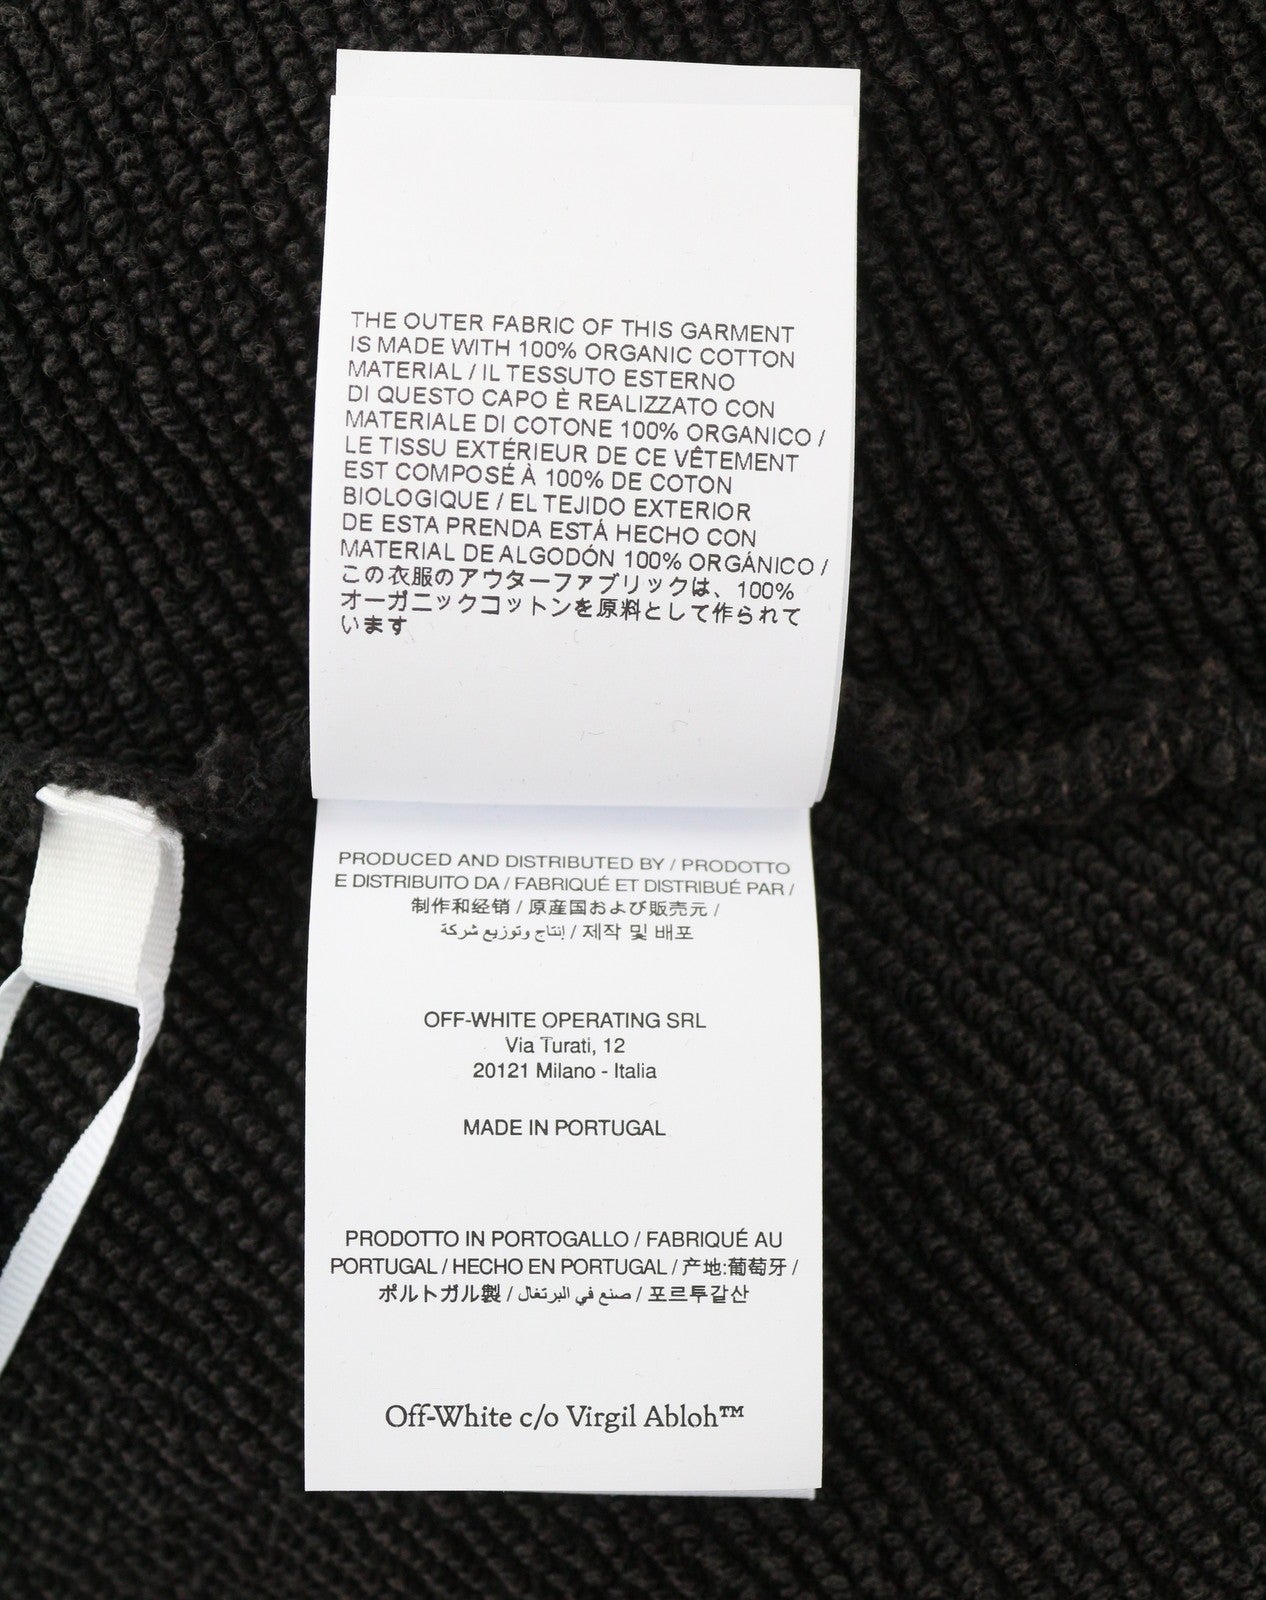 THE OUTER FABRIC OF THIS GARMENT
IS MADE WITH 100% ORGANIC COTTON
MATERIAL / IL TESSUTO ESTERNO
DI QUESTO CAPO È REALIZZATO CON
MATERIALE DI COTONE 100% ORGANICO /
LE TISSU EXTÉRIEUR DE CE VÊTEMENT
EST COMPOSÉ À 100% DE COTON
BIOLOGIQUE / EL TEJIDO EXTERIOR
DE ESTA PRENDA ESTÁ HECHO CON
MATERIAL DE ALGODÓN 100% ORGÁNICO /
この衣服のアウターファブリックは、100%
オーガニックコットンを原料として作られて
います
PRODUCED AND DISTRIBUTED BY / PRODOTTO
E DISTRIBUITO DA / FABRIQUÉ ET DISTRIBUÉ PAR /
制作和经销 / 原産国および販売元 /
إنتاج وتوزيع شركة / 제작 및 배포
OFF-WHITE OPERATING SRL
Via Turati, 12
20121 Milano - Italia
MADE IN PORTUGAL
PRODOTTO IN PORTOGALLO / FABRIQUÉ AU
PORTUGAL / HECHO EN PORTUGAL / 产地:葡萄牙 /
ポルトガル製 / صنع في البرتغال / 포르투갈산
Off-White c/o Virgil Abloh™